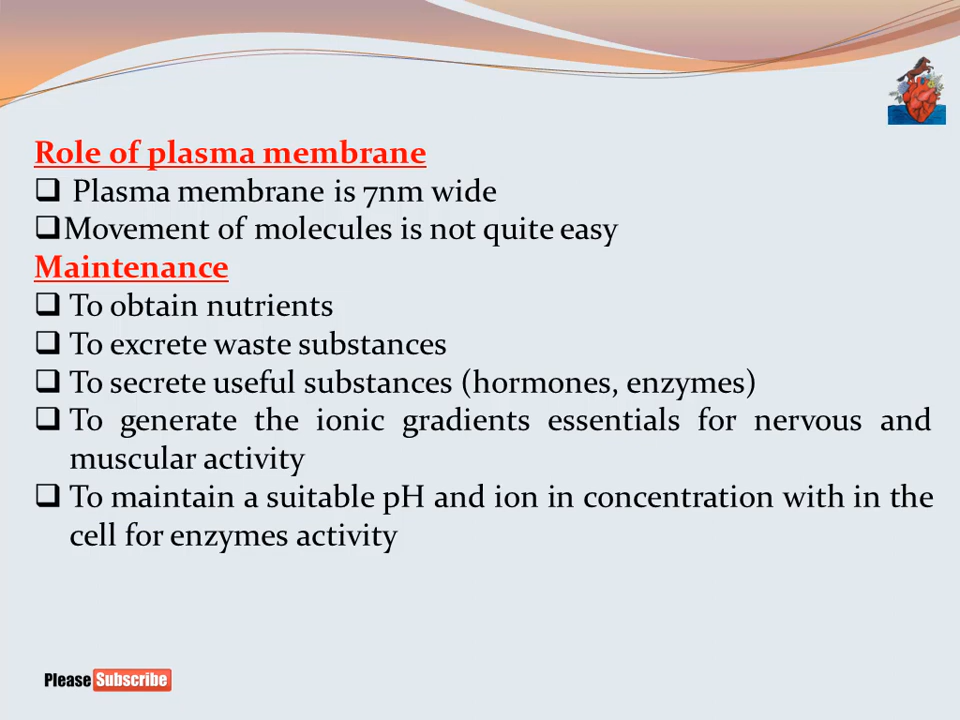 Role of plasma membrane
❑ Plasma membrane is 7nm wide
❑Movement of molecules is not quite easy
Maintenance
❑ To obtain nutrients
❑ To excrete waste substances
❑ To secrete useful substances (hormones, enzymes)
❑ To generate the ionic gradients essentials for nervous and
muscular activity
❑ To maintain a suitable pH and ion in concentration with in the
cell for enzymes activity
Please Subscribe